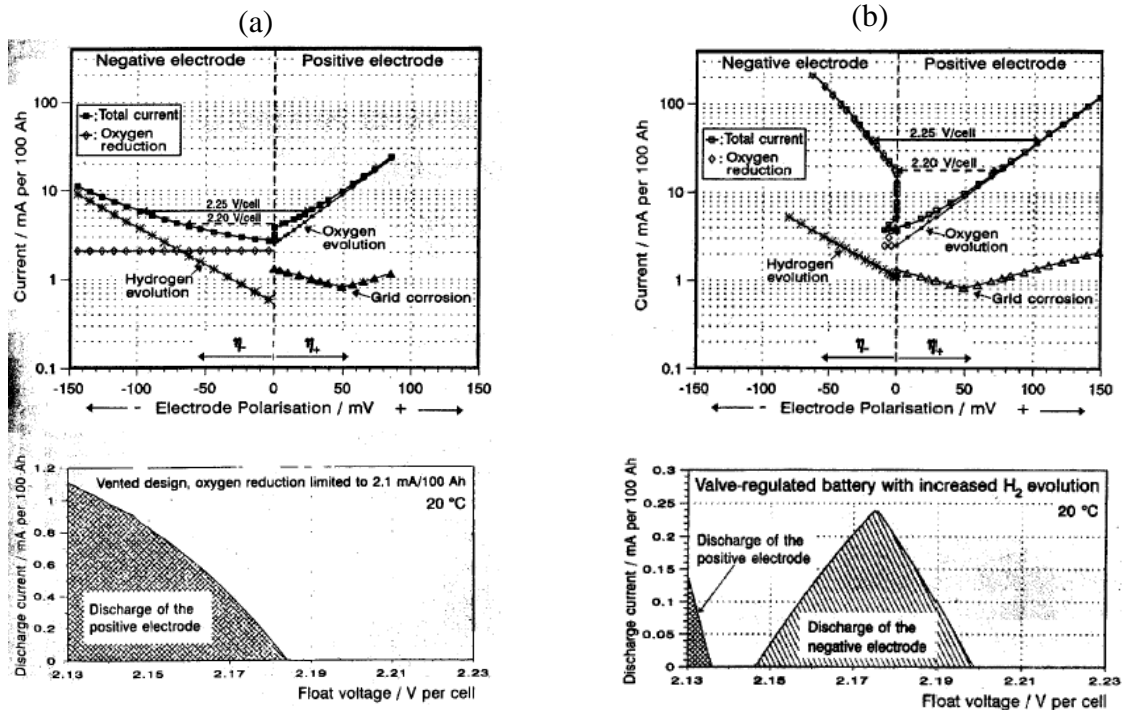 (a)
Negative electrode
Positive electrode
Current / mA per 100 Ah
100
10
1
0.1
: Total current
: Oxygen
reduction
2.25 V/cell
2.20 V/cell
Oxygen
evolution
Hydrogen
evolution
Grid corrosion
η-
η+
-150
-100
-50
0
50
100
150
- Electrode Polarisation / mV +
Discharge current / mA per 100 Ah
1.2
1
0.8
0.6
0.4
0.2
0
Vented design, oxygen reduction limited to 2.1 mA/100 Ah
20 °C
Discharge of the
positive electrode
2.13
2.15
2.17
2.19
2.21
2.23
Float voltage / V per cell
(b)
Negative electrode
Positive electrode
Current / mA per 100 Ah
100
10
1
0.1
: Total current
: Oxygen
reduction
2.25 V/cell
2.20 V/cell
Oxygen
evolution
Hydrogen
evolution
Grid corrosion
η-
η+
-150
-100
-50
0
50
100
150
- Electrode Polarisation / mV +
Discharge current / mA per 100 Ah
0.3
0.25
0.2
0.15
0.1
0.05
0
Valve-regulated battery with increased H₂ evolution
20 °C
Discharge of the
positive electrode
Discharge of the
negative electrode
2.13
2.15
2.17
2.19
2.21
2.23
Float voltage / V per cell